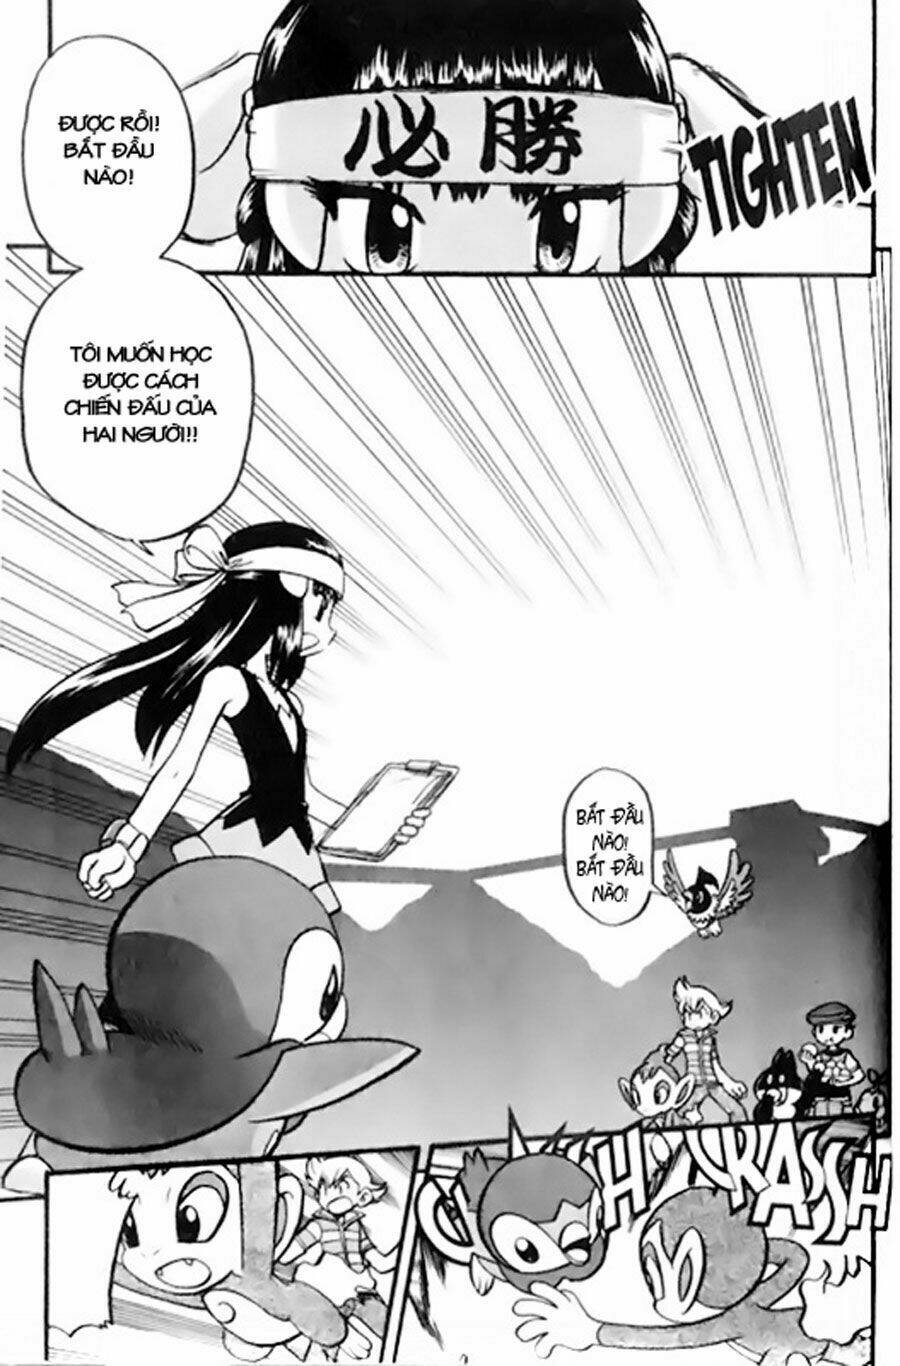 ĐƯỢC RỒI!
BẮT ĐẦU
NÀO!
必勝
TIGHTEN
TÔI MUỐN HỌC
ĐƯỢC CÁCH
CHIẾN ĐẤU CỦA
HAI NGƯỜI!!
BẮT ĐẦU
NÀO!
BẮT ĐẦU
NÀO!